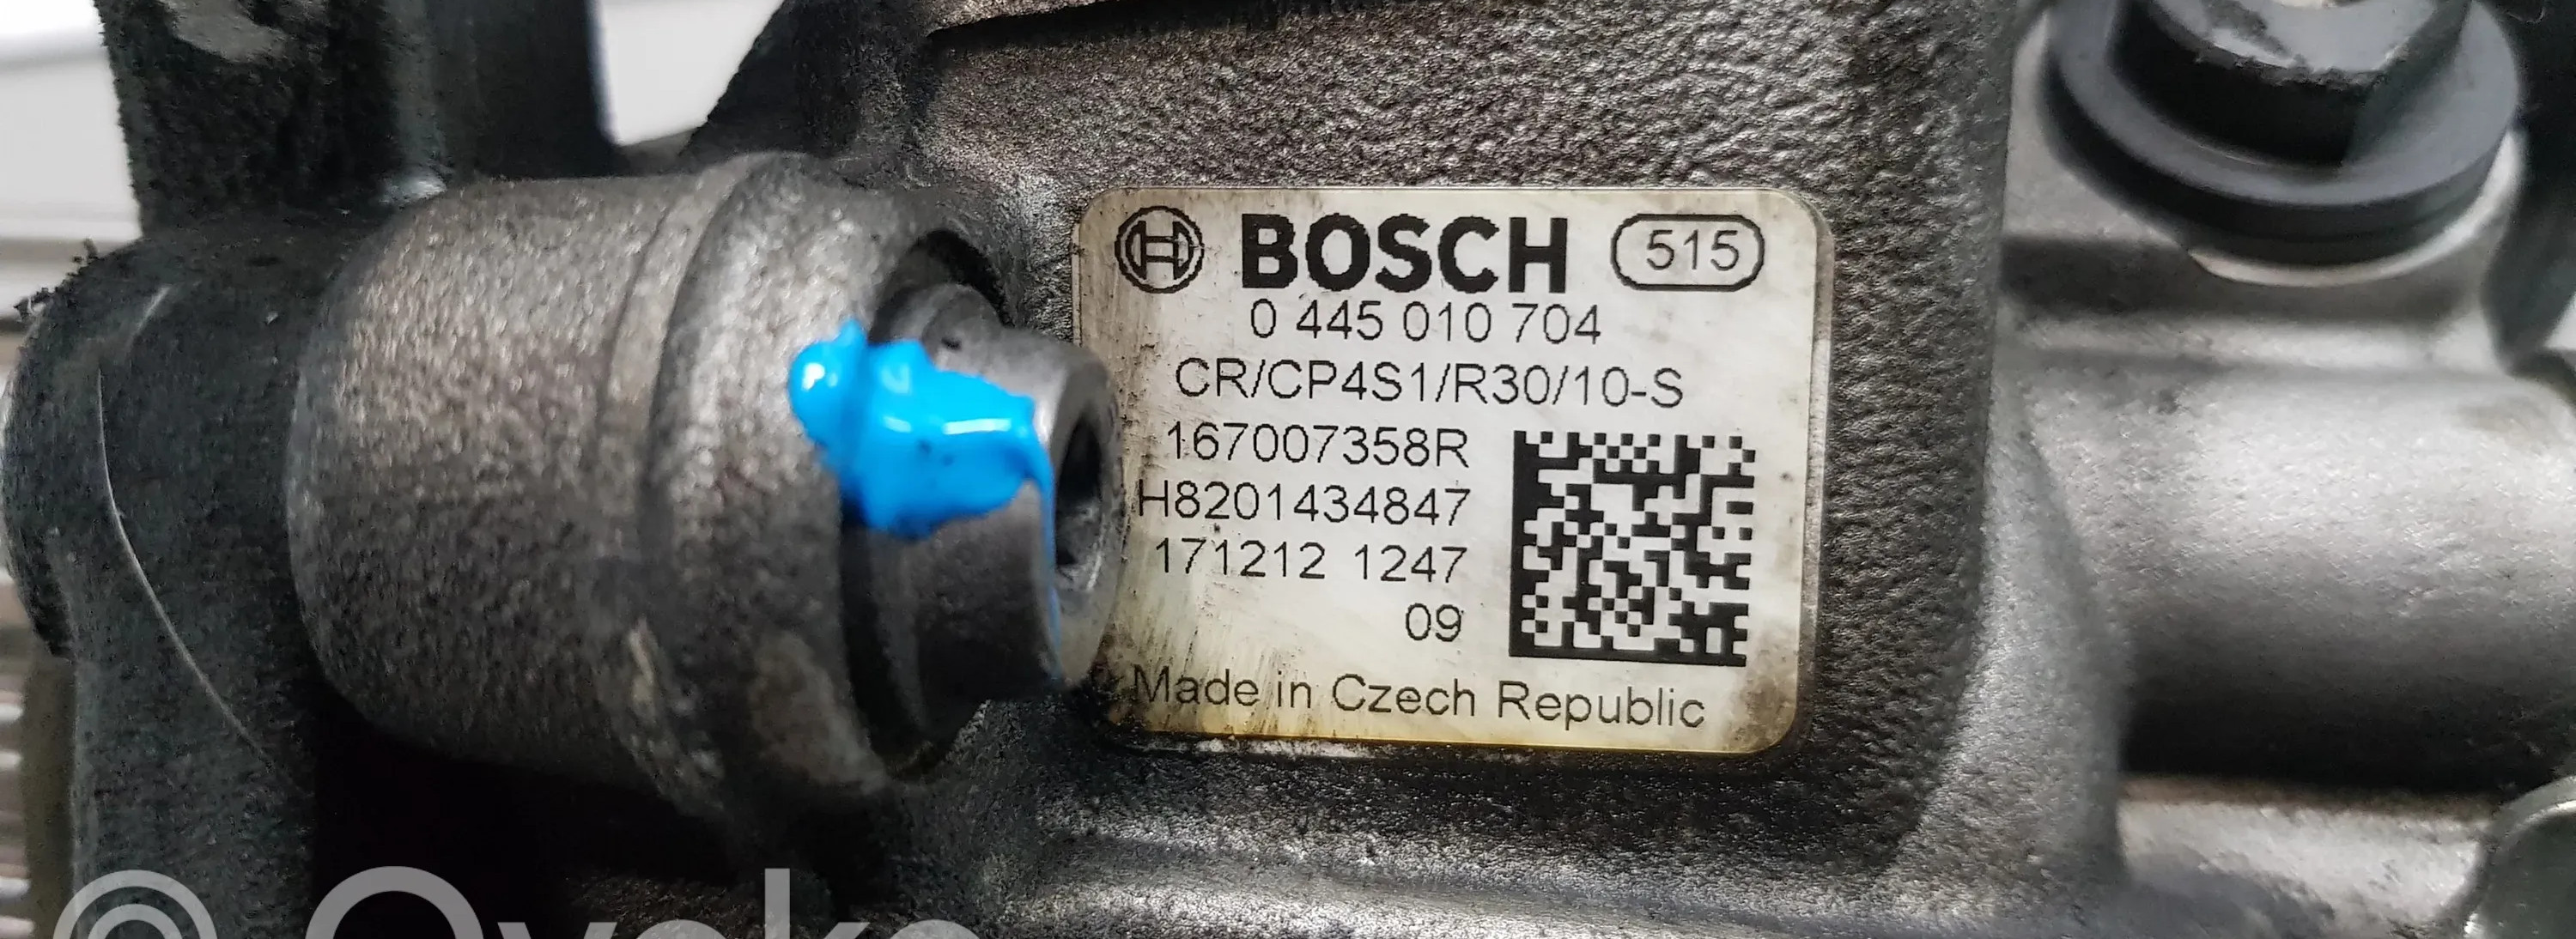 BOSCH 515
0 445 010 704
CR/CP4S1/R30/10-S
167007358R
H8201434847
171212 1247
09
Made in Czech Republic